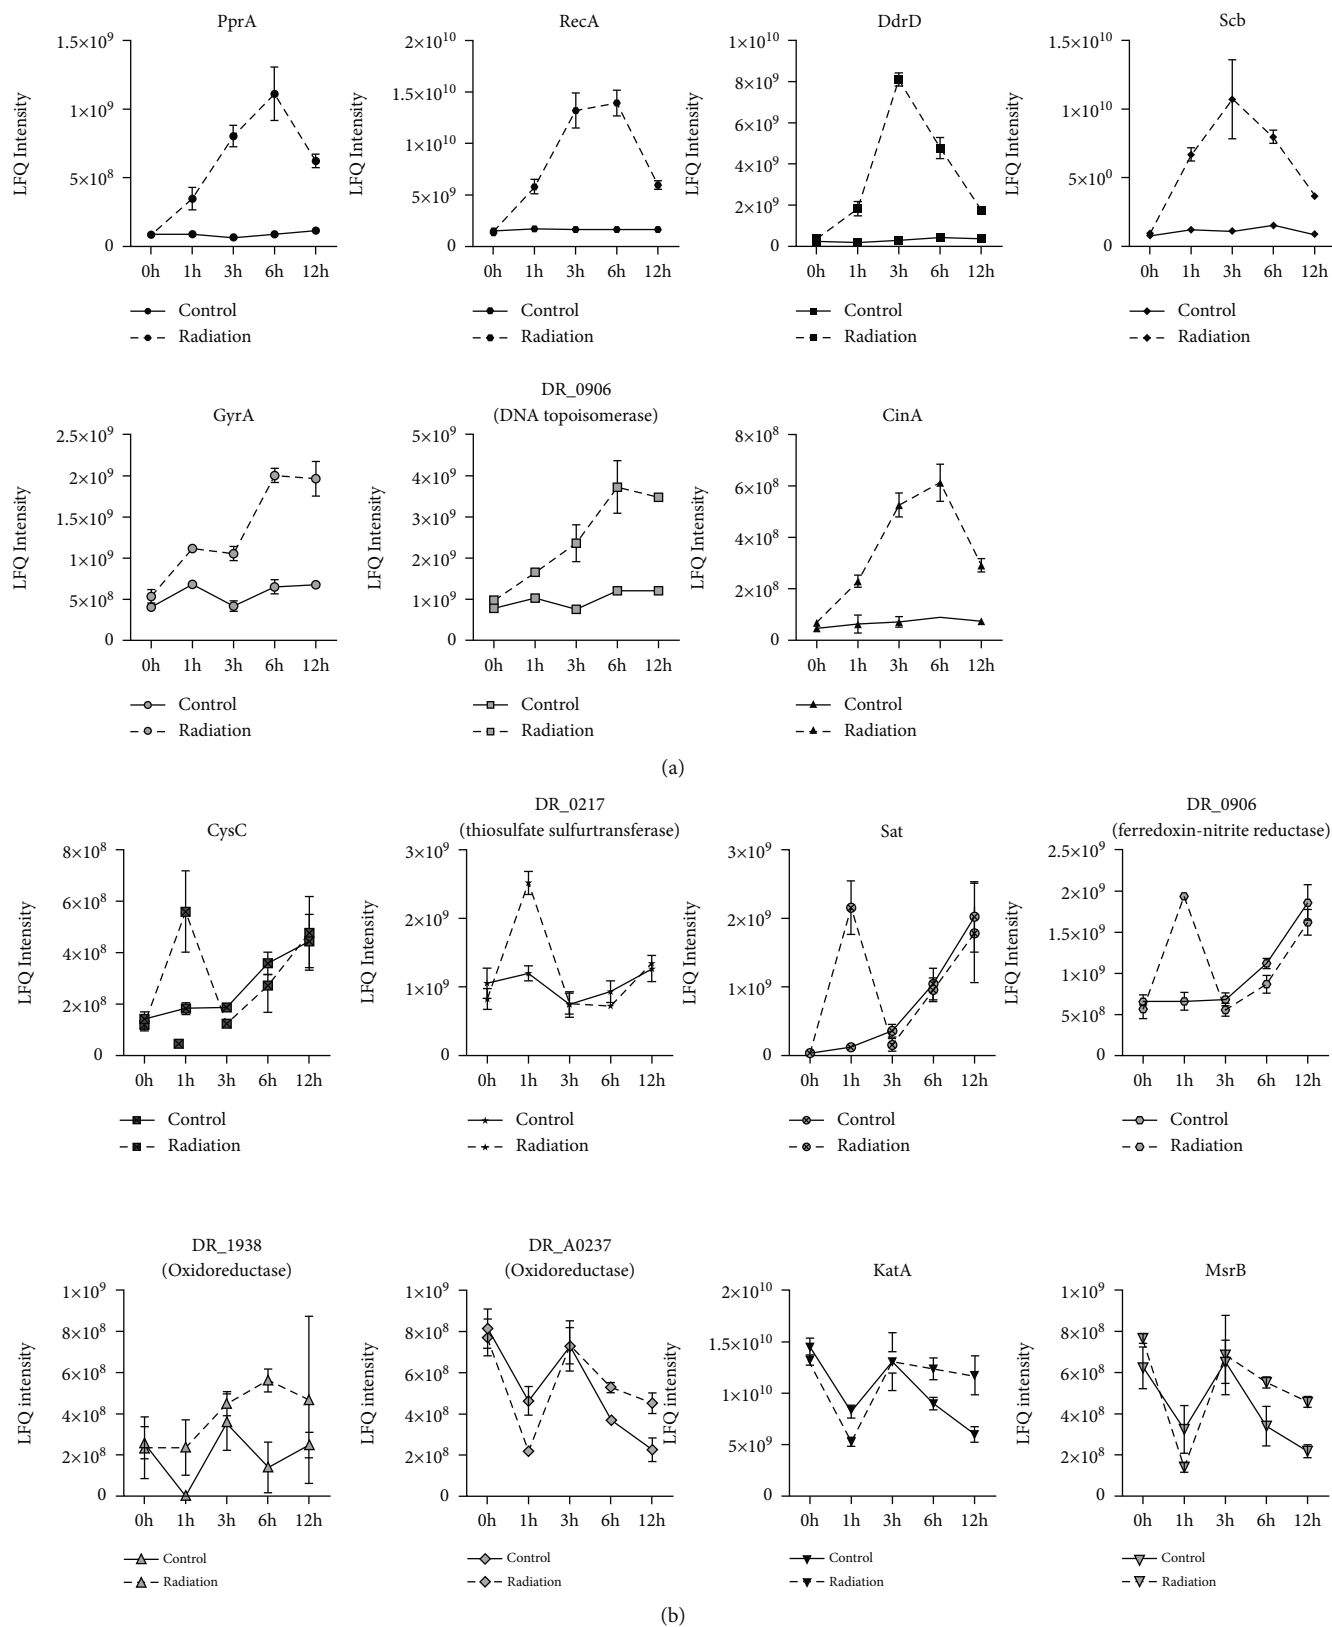 PprA
RecA
DdrD
Scb
LFQ Intensity
1.5×10⁹
1×10⁹
5×10⁸
0
0h 1h 3h 6h 12h
Control
Radiation
LFQ Intensity
2×10¹⁰
1.5×10¹⁰
1×10¹⁰
5×10⁹
0
0h 1h 3h 6h 12h
Control
Radiation
LFQ Intensity
1×10¹⁰
8×10⁹
6×10⁹
4×10⁹
2×10⁹
0
0h 1h 3h 6h 12h
Control
Radiation
LFQ Intensity
1.5×10¹⁰
1×10¹⁰
5×10⁰
0
0h 1h 3h 6h 12h
Control
Radiation
GyrA
LFQ Intensity
2.5×10⁹
2×10⁹
1.5×10⁹
1×10⁹
5×10⁸
0
0h 1h 3h 6h 12h
Control
Radiation
DR_0906
(DNA topoisomerase)
LFQ Intensity
5×10⁹
4×10⁹
3×10⁹
2×10⁹
1×10⁹
0
0h 1h 3h 6h 12h
Control
Radiation
CinA
LFQ Intensity
8×10⁸
6×10⁸
4×10⁸
2×10⁸
0
0h 1h 3h 6h 12h
Control
Radiation
(a)
CysC
LFQ Intensity
8×10⁸
6×10⁸
4×10⁸
2×10⁸
0
0h 1h 3h 6h 12h
Control
Radiation
DR_0217
(thiosulfate sulfurtransferase)
LFQ Intensity
3×10⁹
2×10⁹
1×10⁹
0
0h 1h 3h 6h 12h
Control
Radiation
Sat
LFQ Intensity
3×10⁹
2×10⁹
1×10⁹
0
0h 1h 3h 6h 12h
Control
Radiation
DR_0906
(ferredoxin-nitrite reductase)
LFQ Intensity
2.5×10⁹
2×10⁹
1.5×10⁹
1×10⁹
5×10⁸
0
0h 1h 3h 6h 12h
Control
Radiation
DR_1938
(Oxidoreductase)
LFQ intensity
1×10⁹
8×10⁸
6×10⁸
4×10⁸
2×10⁸
0
0h 1h 3h 6h 12h
Control
Radiation
DR_A0237
(Oxidoreductase)
LFQ intensity
1×10⁹
8×10⁸
6×10⁸
4×10⁸
2×10⁸
0
0h 1h 3h 6h 12h
Control
Radiation
KatA
LFQ intensity
2×10¹⁰
1.5×10¹⁰
1×10¹⁰
5×10⁹
0
0h 1h 3h 6h 12h
Control
Radiation
MsrB
LFQ intensity
1×10⁹
8×10⁸
6×10⁸
4×10⁸
2×10⁸
0
0h 1h 3h 6h 12h
Control
Radiation
(b)